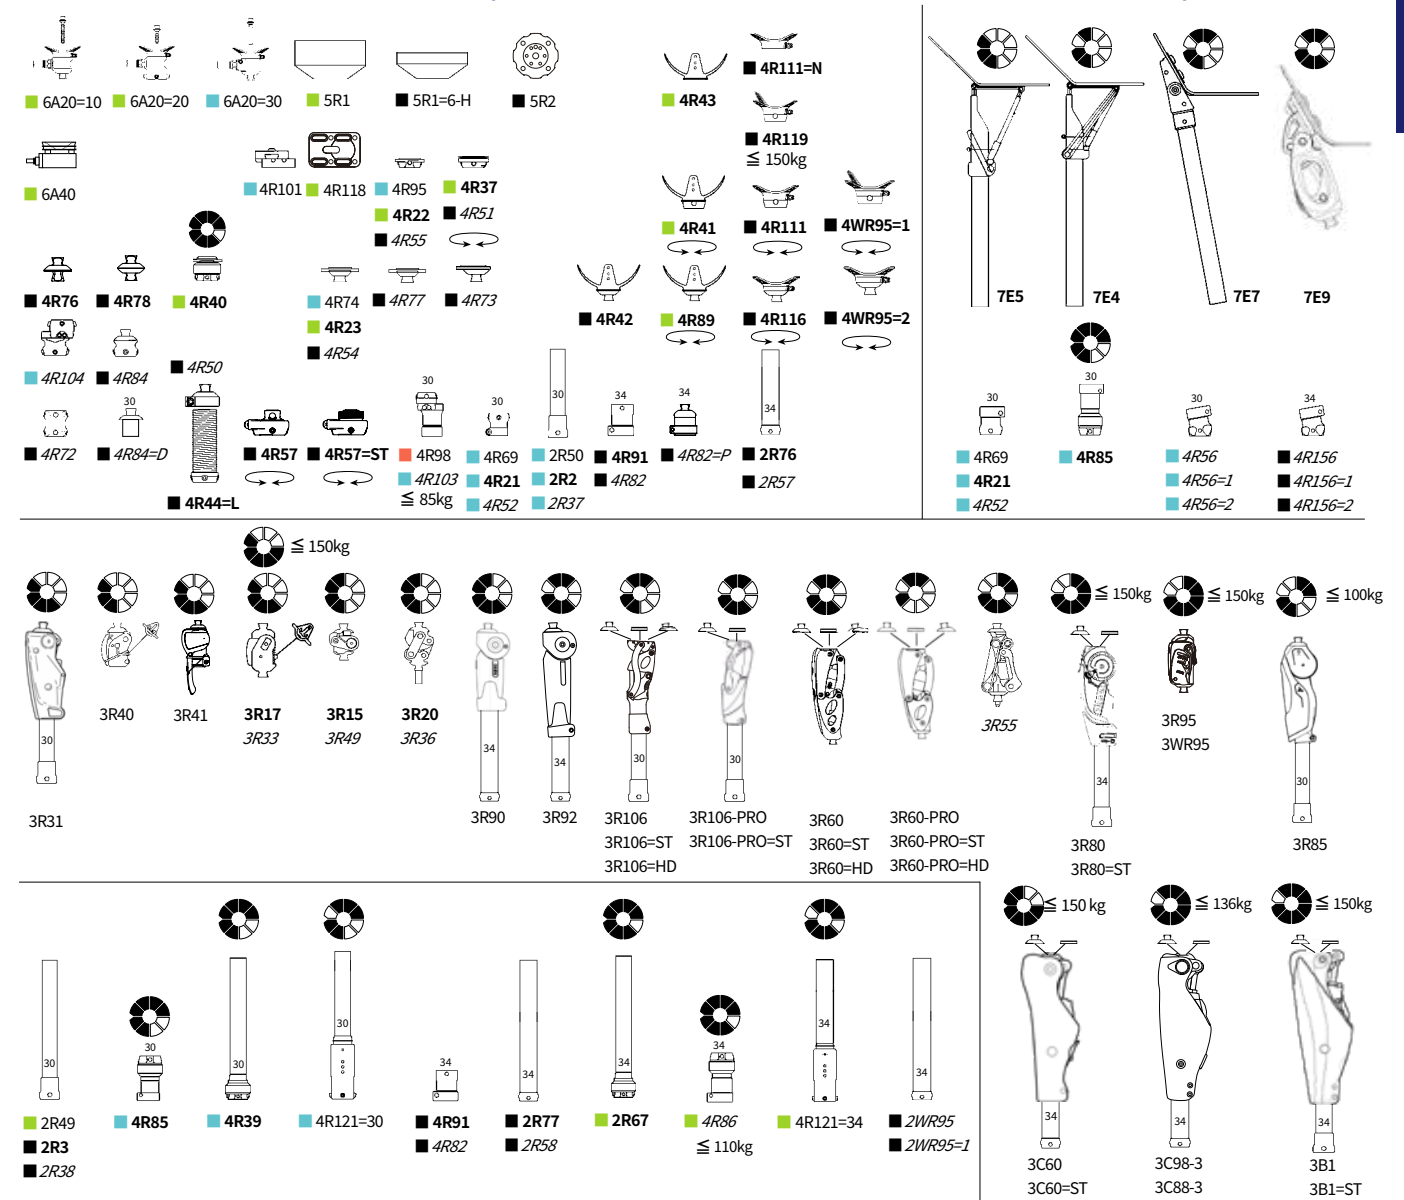 6A20=10 6A20=20 6A20=30 5R1 5R1=6-H 5R2 4R43 4R111=N
4R119
≦ 150kg
6A40 4R101 4R118 4R95 4R37
4R22 4R51
4R55
4R41 4R111 4WR95=1
4R76 4R78 4R40 4R74 4R77 4R73
4R23
4R54
4R42 4R89 4R116 4WR95=2
4R104 4R84 4R50
30 30 30 30 34 34 34
4R72 4R84=D 4R57 4R57=ST 4R98 4R69 2R50 4R91 4R82=P 2R76
4R103 4R21 2R2 4R82 2R57
≦ 85kg
4R44=L 4R52 2R37
7E5 7E4 7E7 7E9
30 30 30 34
4R69 4R85 4R56 4R156
4R21 4R56=1 4R156=1
4R52 4R56=2 4R156=2
≦ 150kg
≦ 150kg ≦ 150kg ≦ 100kg
3R40 3R41 3R17 3R15 3R20 3R55 3R95
3R33 3R49 3R36 3WR95
30 34 34 30 30 34 30
3R31 3R90 3R92 3R106 3R106-PRO 3R60 3R60-PRO 3R80 3R85
3R106=ST 3R106-PRO=ST 3R60=ST 3R60-PRO=ST 3R80=ST
3R106=HD 3R60=HD 3R60-PRO=HD
30 30 30 30 34 34 34 34 34 34
2R49 4R85 4R39 4R121=30 4R91 2R77 2R67 4R86 4R121=34 2WR95
2R3 4R82 2R58 ≦ 110kg 2WR95=1
2R38
≦ 150 kg ≦ 136kg ≦ 150kg
34 34 34
3C60 3C98-3 3B1
3C60=ST 3C88-3 3B1=ST